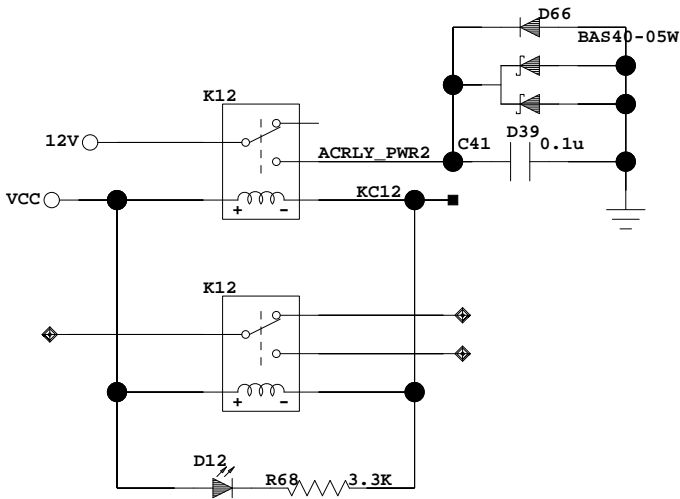 D66
BAS40-05W
K12
12V
ACRLY_PWR2
C41
D39
0.1u
VCC
KC12
+
-
K12
+
-
D12
R68
3.3K